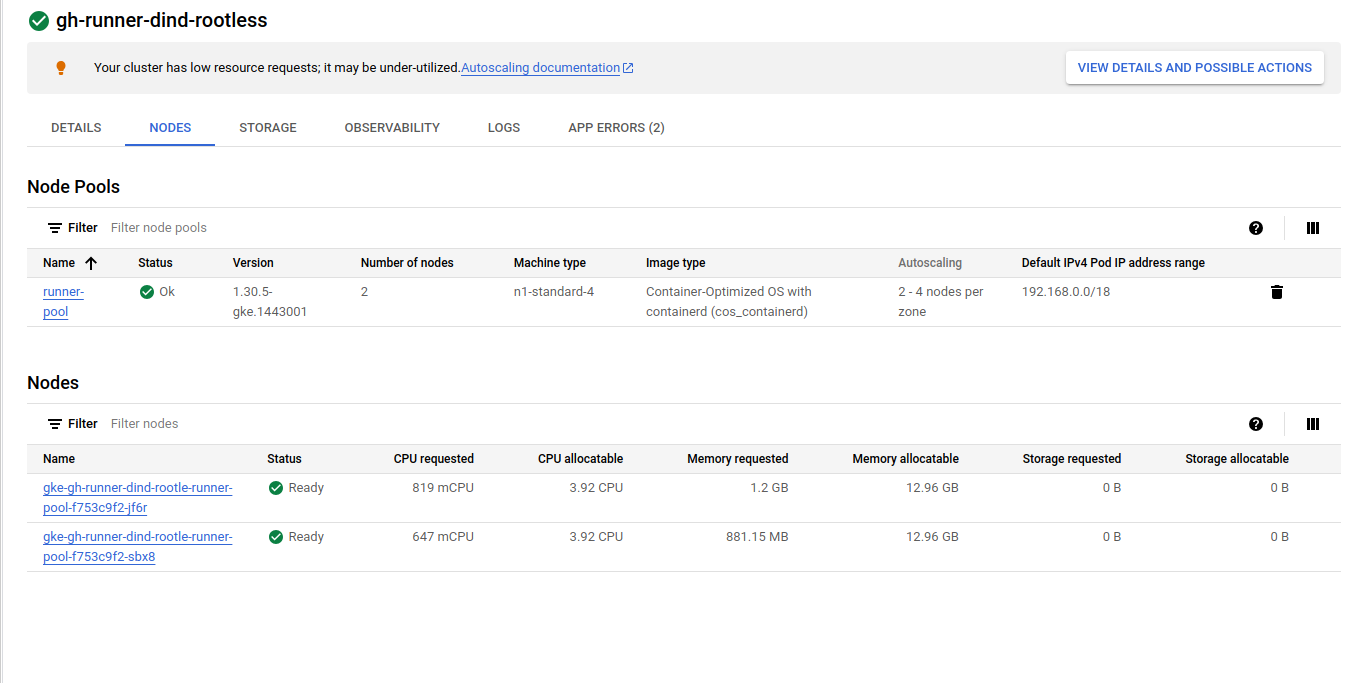 gh-runner-dind-rootless
Your cluster has low resource requests; it may be under-utilized.Autoscaling documentation
VIEW DETAILS AND POSSIBLE ACTIONS
DETAILS NODES STORAGE OBSERVABILITY LOGS APP ERRORS (2)
Node Pools
Filter Filter node pools
Name Status Version Number of nodes Machine type Image type Autoscaling Default IPv4 Pod IP address range
runner- Ok 1.30.5- 2 n1-standard-4 Container-Optimized OS with 2 - 4 nodes per 192.168.0.0/18
pool gke.1443001 containerd (cos_containerd) zone
Nodes
Filter Filter nodes
Name Status CPU requested CPU allocatable Memory requested Memory allocatable Storage requested Storage allocatable
gke-gh-runner-dind-rootle-runner- Ready 819 mCPU 3.92 CPU 1.2 GB 12.96 GB 0 B 0 B
pool-f753c9f2-jf6r
gke-gh-runner-dind-rootle-runner- Ready 647 mCPU 3.92 CPU 881.15 MB 12.96 GB 0 B 0 B
pool-f753c9f2-sbx8